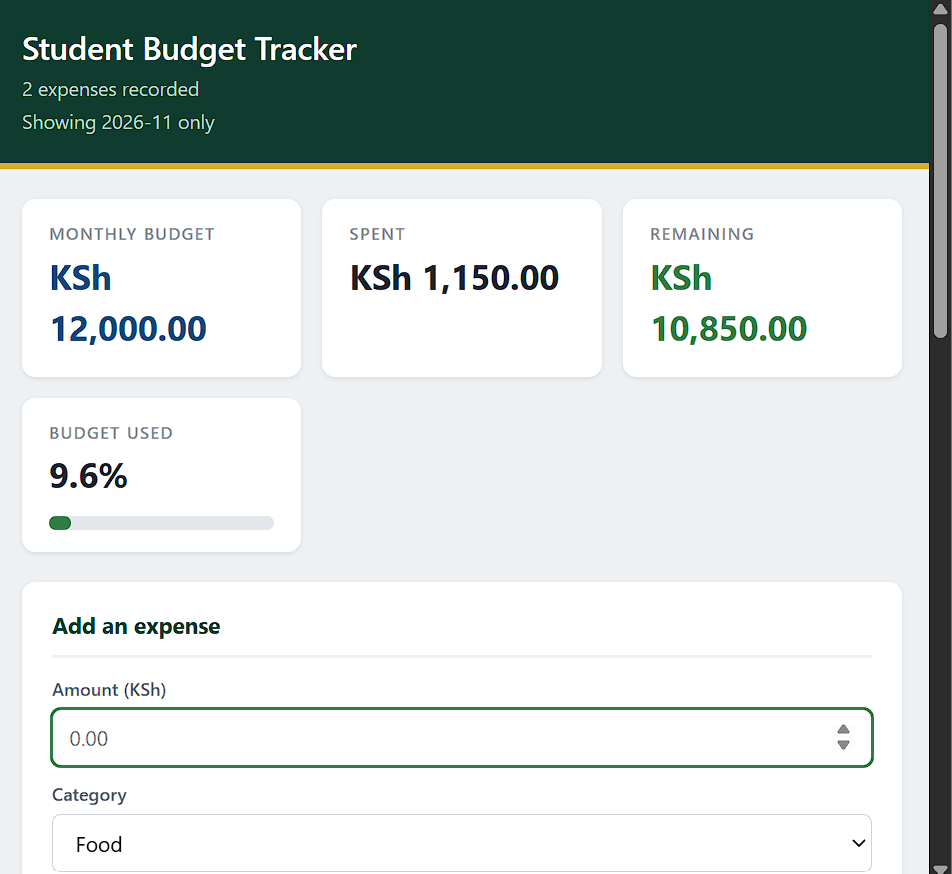 Student Budget Tracker
2 expenses recorded
Showing 2026-11 only
MONTHLY BUDGET
KSh
12,000.00
SPENT
KSh 1,150.00
REMAINING
KSh
10,850.00
BUDGET USED
9.6%
Add an expense
Amount (KSh)
0.00
Category
Food